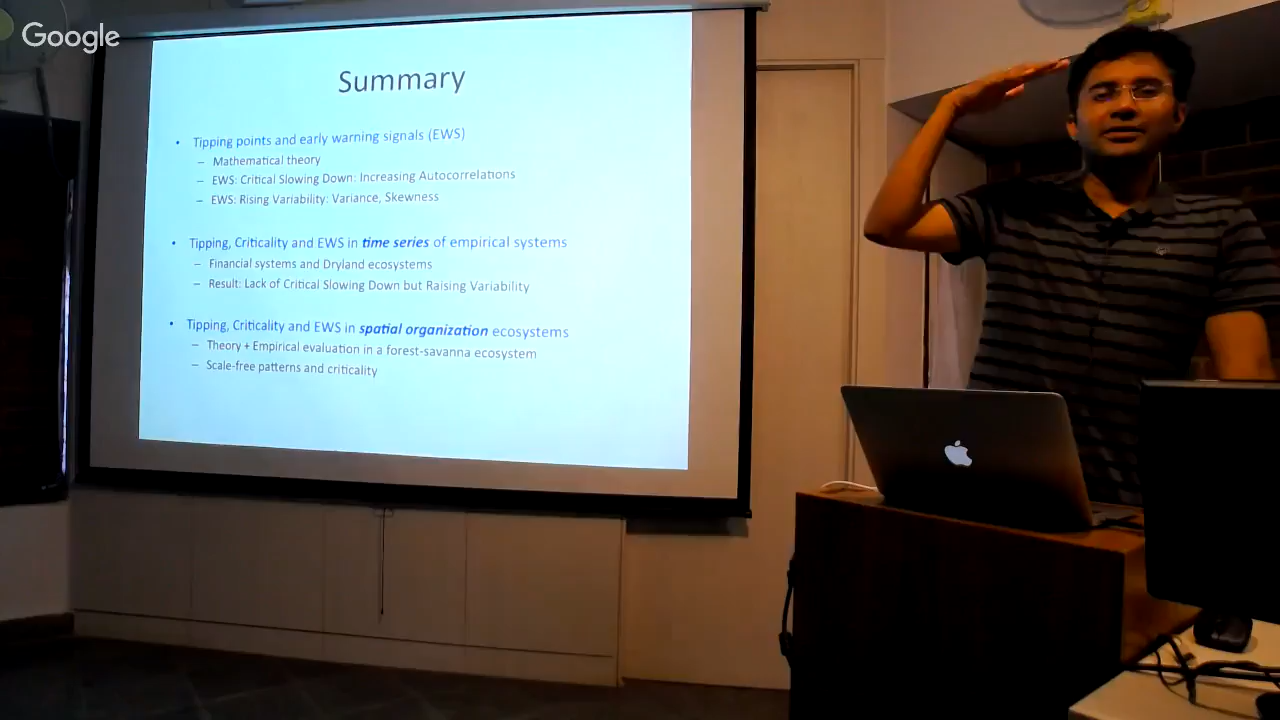 Google
Summary
• Tipping points and early warning signals (EWS)
– Mathematical theory
– EWS: Critical Slowing Down: Increasing Autocorrelations
– EWS: Rising Variability: Variance, Skewness
• Tipping, Criticality and EWS in time series of empirical systems
– Financial systems and Dryland ecosystems
– Result: Lack of Critical Slowing Down but Raising Variability
• Tipping, Criticality and EWS in spatial organization ecosystems
– Theory + Empirical evaluation in a forest-savanna ecosystem
– Scale-free patterns and criticality